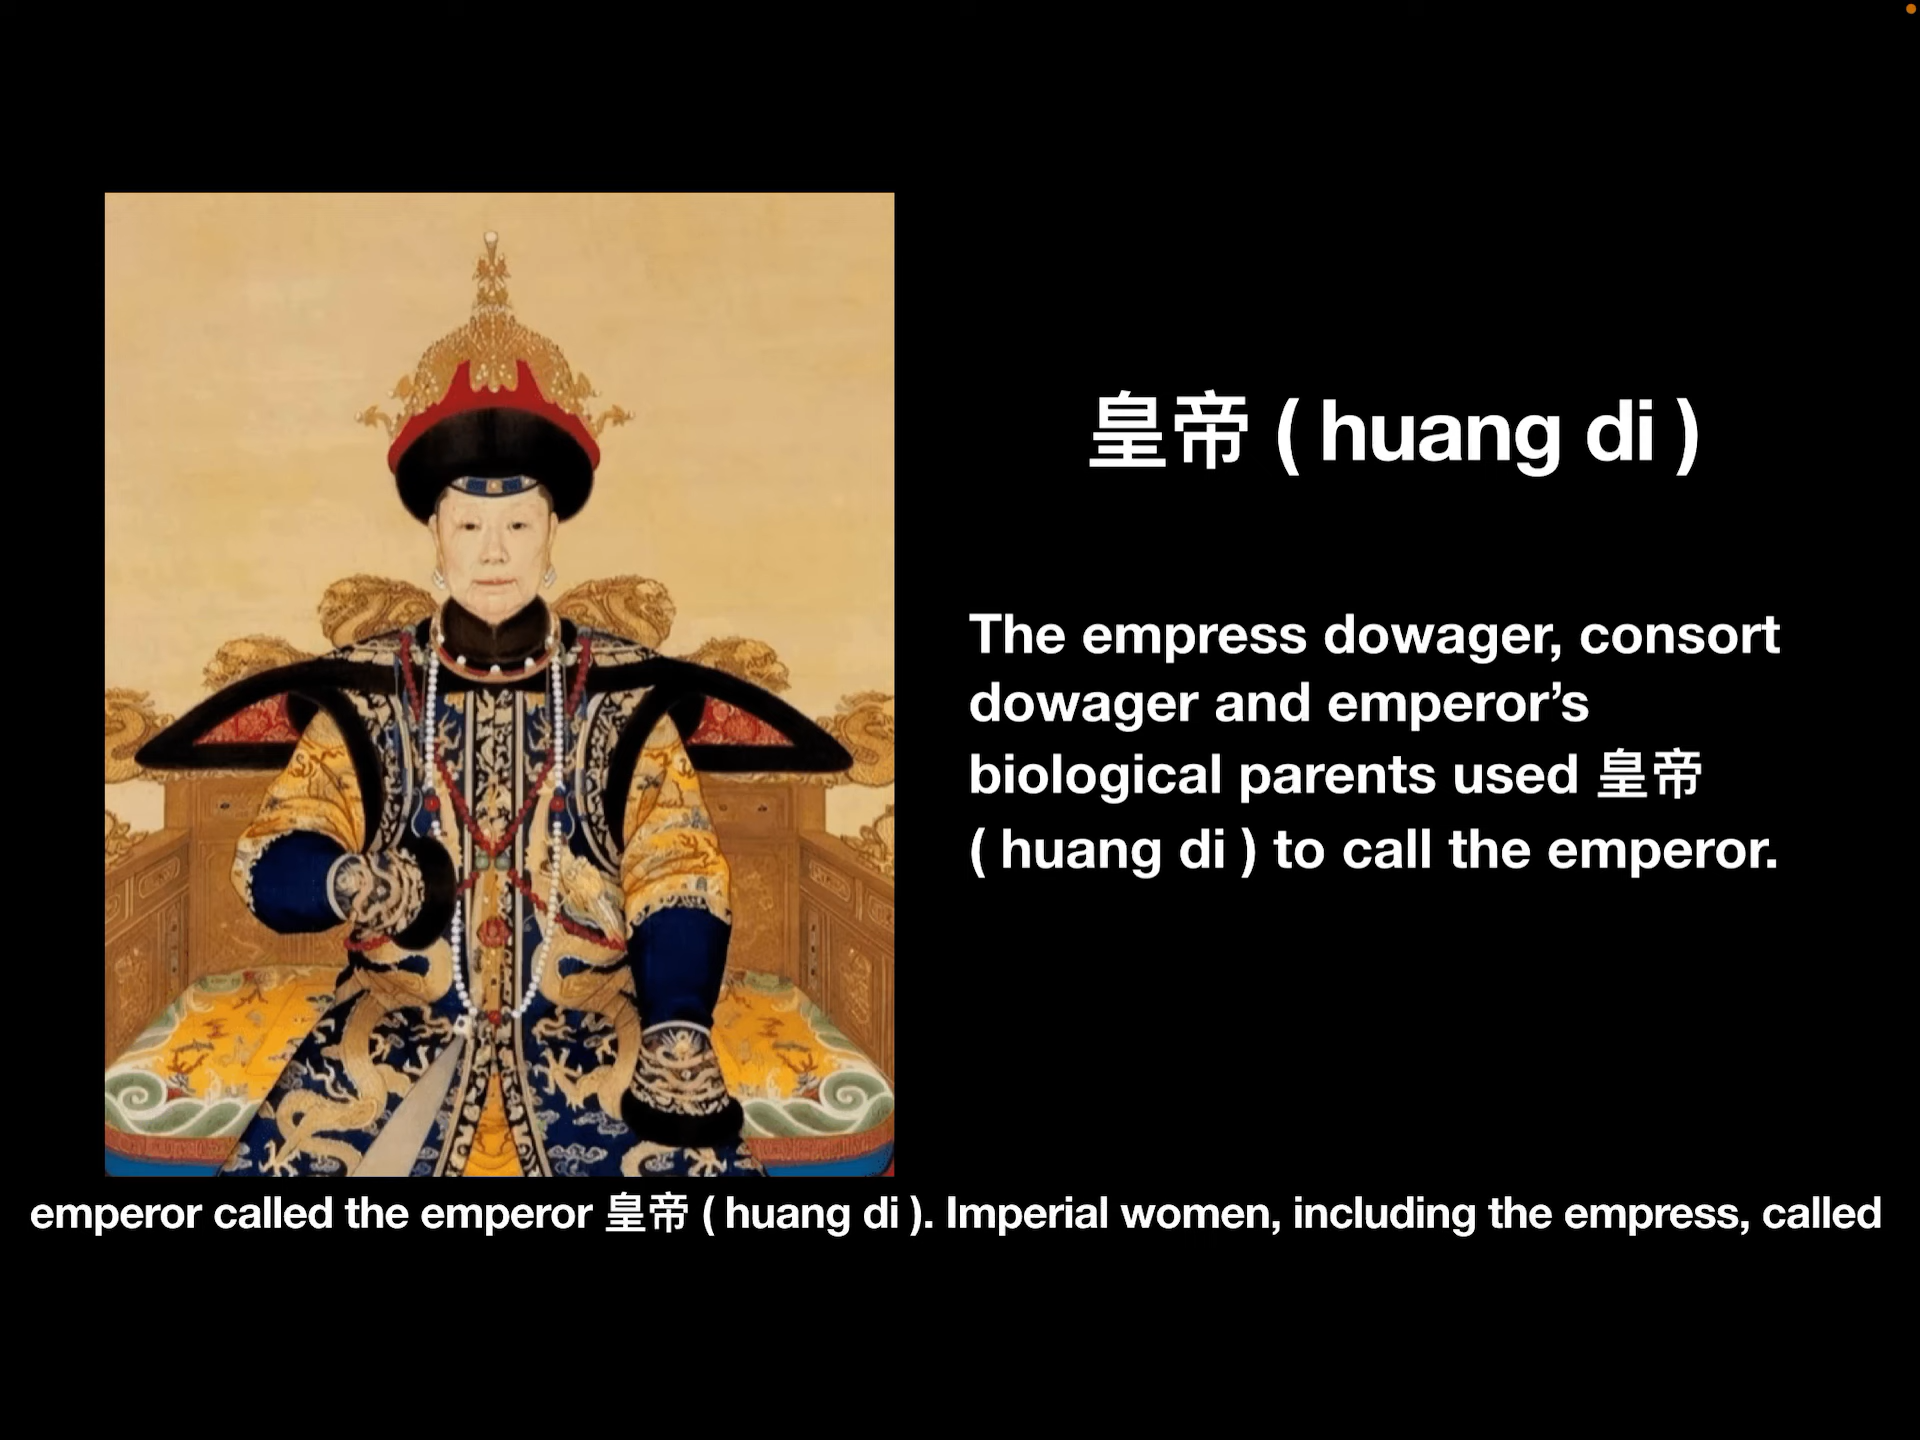 皇帝 ( huang di )
The empress dowager, consort
dowager and emperor’s
biological parents used 皇帝
( huang di ) to call the emperor.
emperor called the emperor 皇帝 ( huang di ). Imperial women, including the empress, called